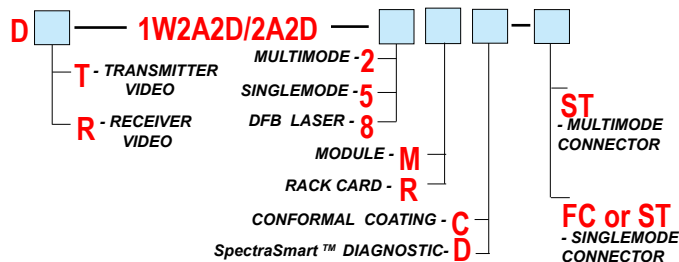 D - 1W2A2D/2A2D - -
T - TRANSMITTER
VIDEO
R - RECEIVER
VIDEO
MULTIMODE - 2
SINGLEMODE - 5
DFB LASER - 8
MODULE - M
RACK CARD - R
CONFORMAL COATING - C
SpectraSmart ™ DIAGNOSTIC- D
ST
- MULTIMODE
CONNECTOR
FC or ST
- SINGLEMODE
CONNECTOR